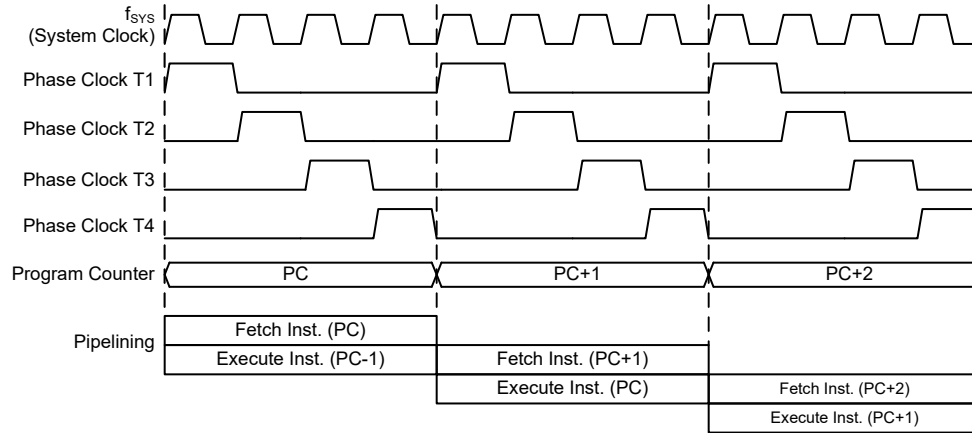 fSYS
(System Clock)
Phase Clock T1
Phase Clock T2
Phase Clock T3
Phase Clock T4
Program Counter PC PC+1 PC+2
Pipelining
Fetch Inst. (PC)
Execute Inst. (PC-1) Fetch Inst. (PC+1)
Execute Inst. (PC) Fetch Inst. (PC+2)
Execute Inst. (PC+1)